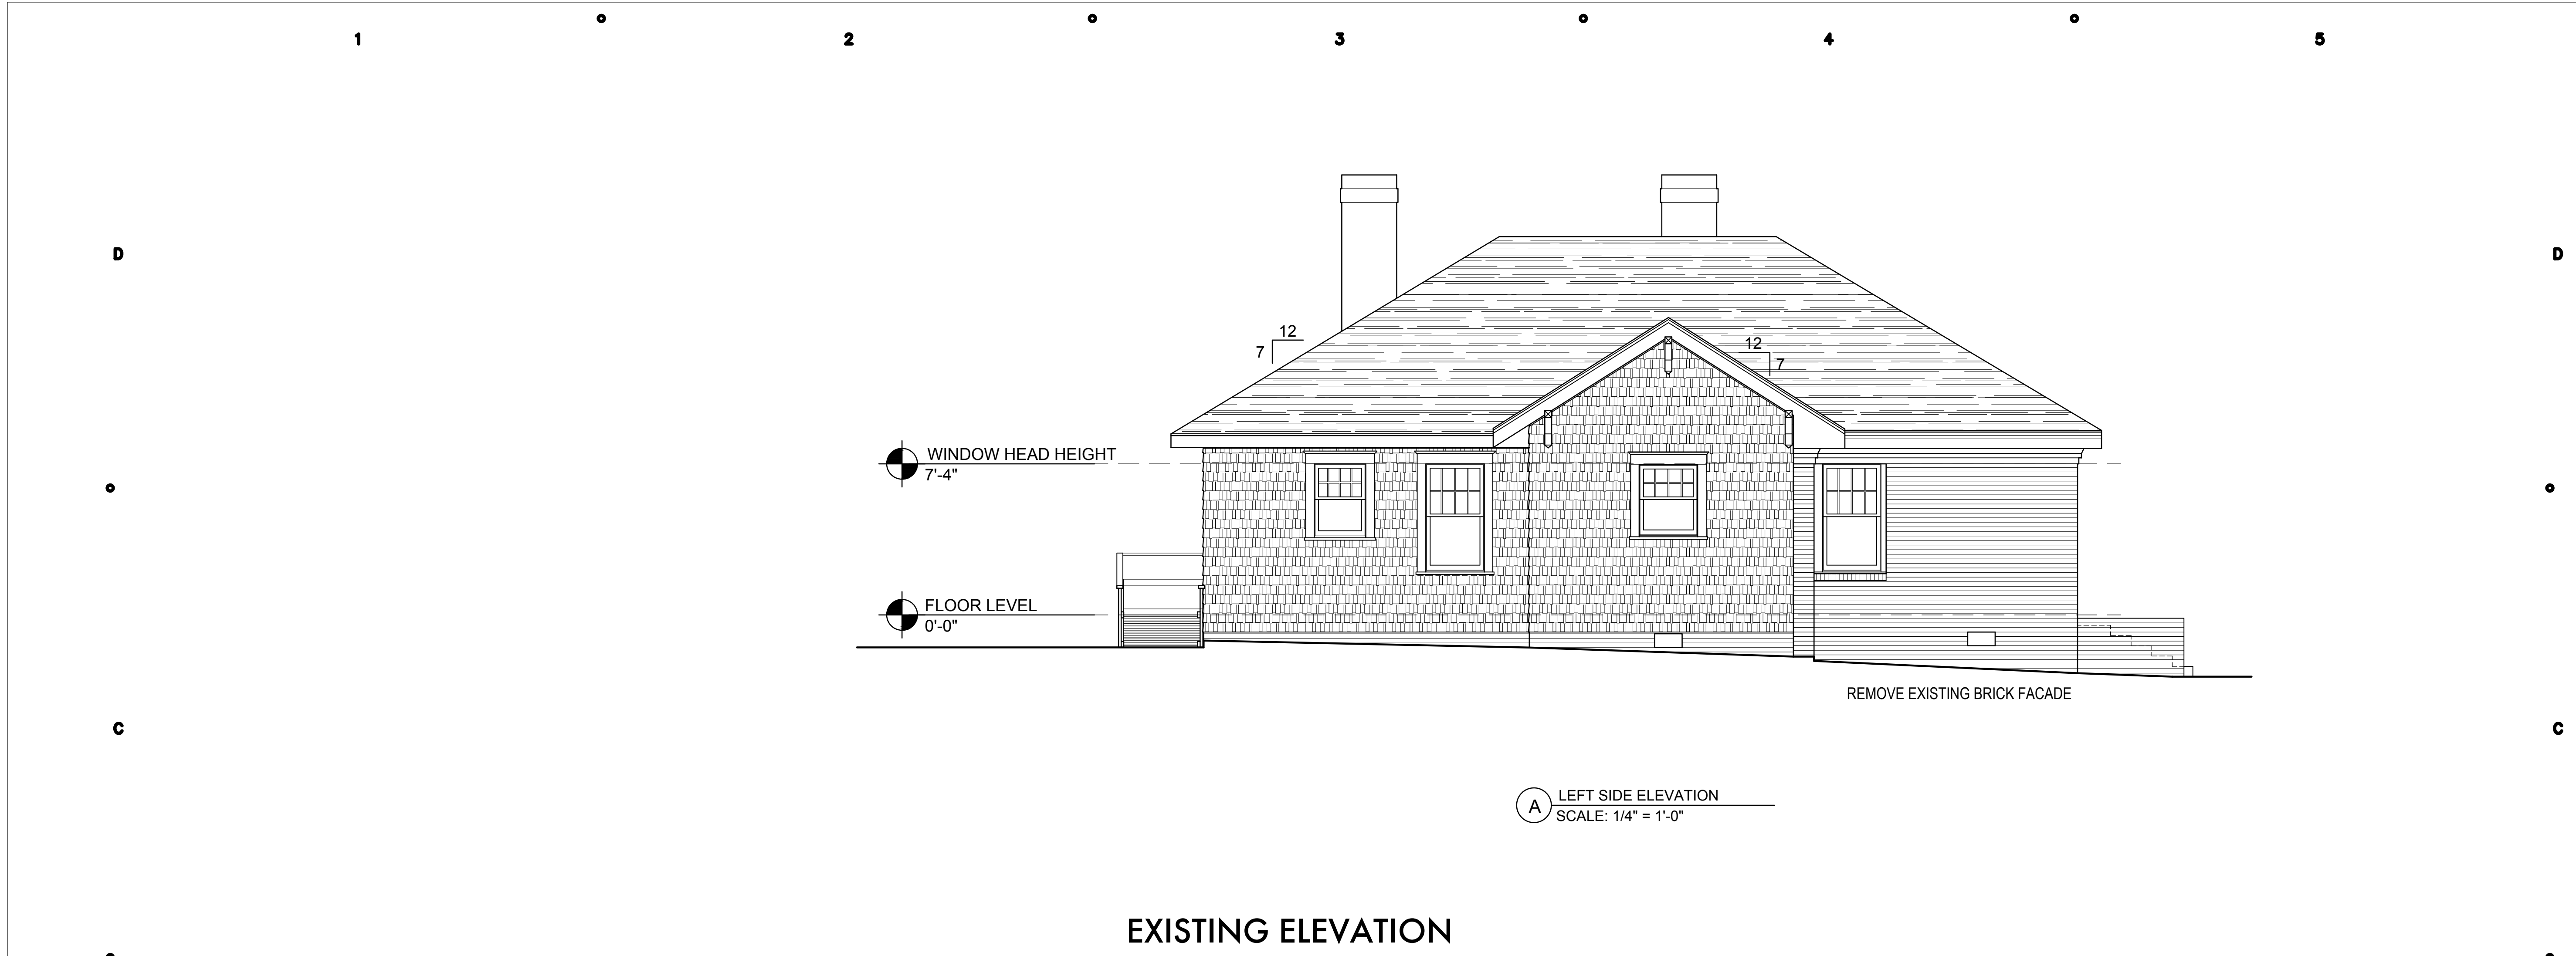 1 2 3 4 5
D D
12
7
12
7
WINDOW HEAD HEIGHT
7'-4"
FLOOR LEVEL
0'-0"
REMOVE EXISTING BRICK FACADE
C C
A LEFT SIDE ELEVATION
SCALE: 1/4" = 1'-0"
EXISTING ELEVATION